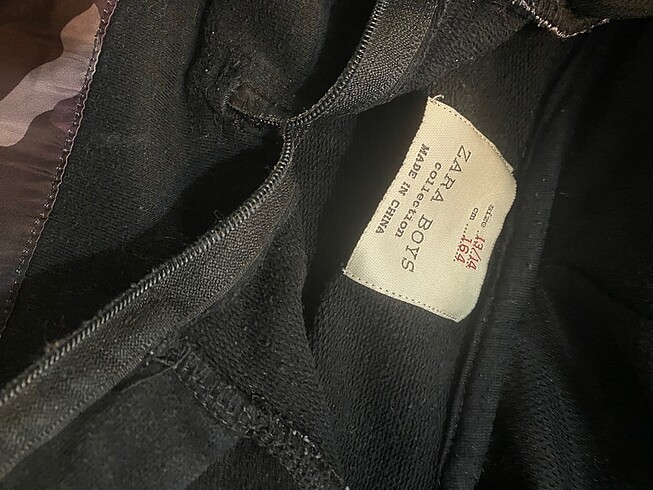 ZARA BOYS
collection
MADE IN CHINA
size 13/14
cm ....164